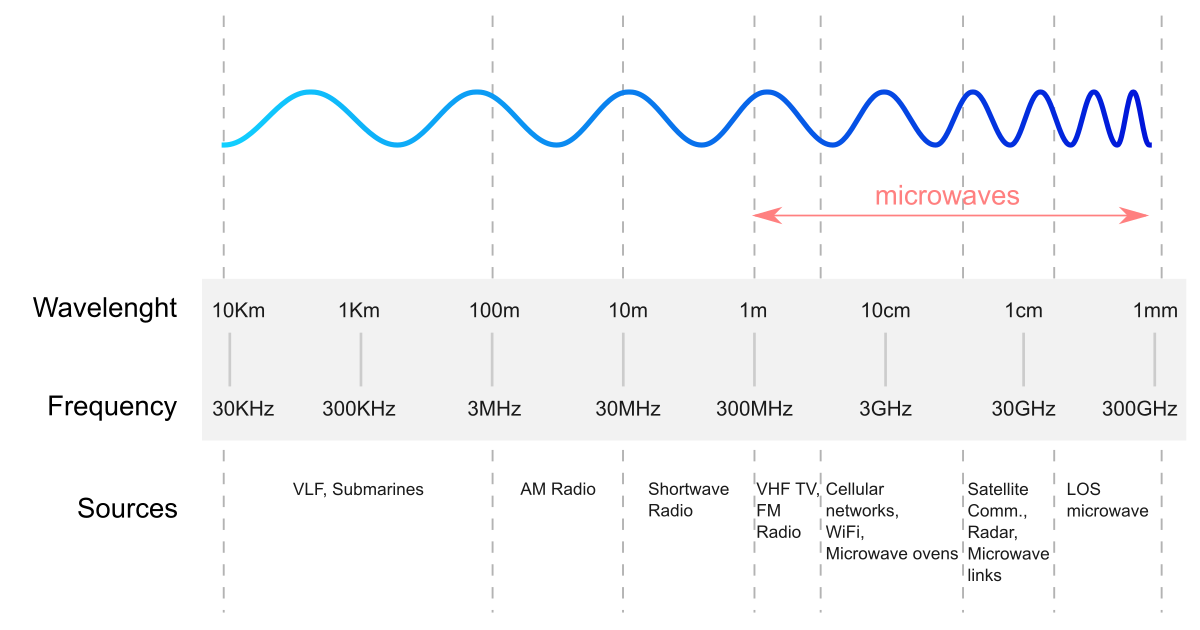 microwaves
Wavelenght 10Km 1Km 100m 10m 1m 10cm 1cm 1mm
Frequency 30KHz 300KHz 3MHz 30MHz 300MHz 3GHz 30GHz 300GHz
Sources
VLF, Submarines
AM Radio
Shortwave
Radio
VHF TV,
FM
Radio
Cellular
networks,
WiFi,
Microwave ovens
Satellite
Comm.,
Radar,
Microwave
links
LOS
microwave